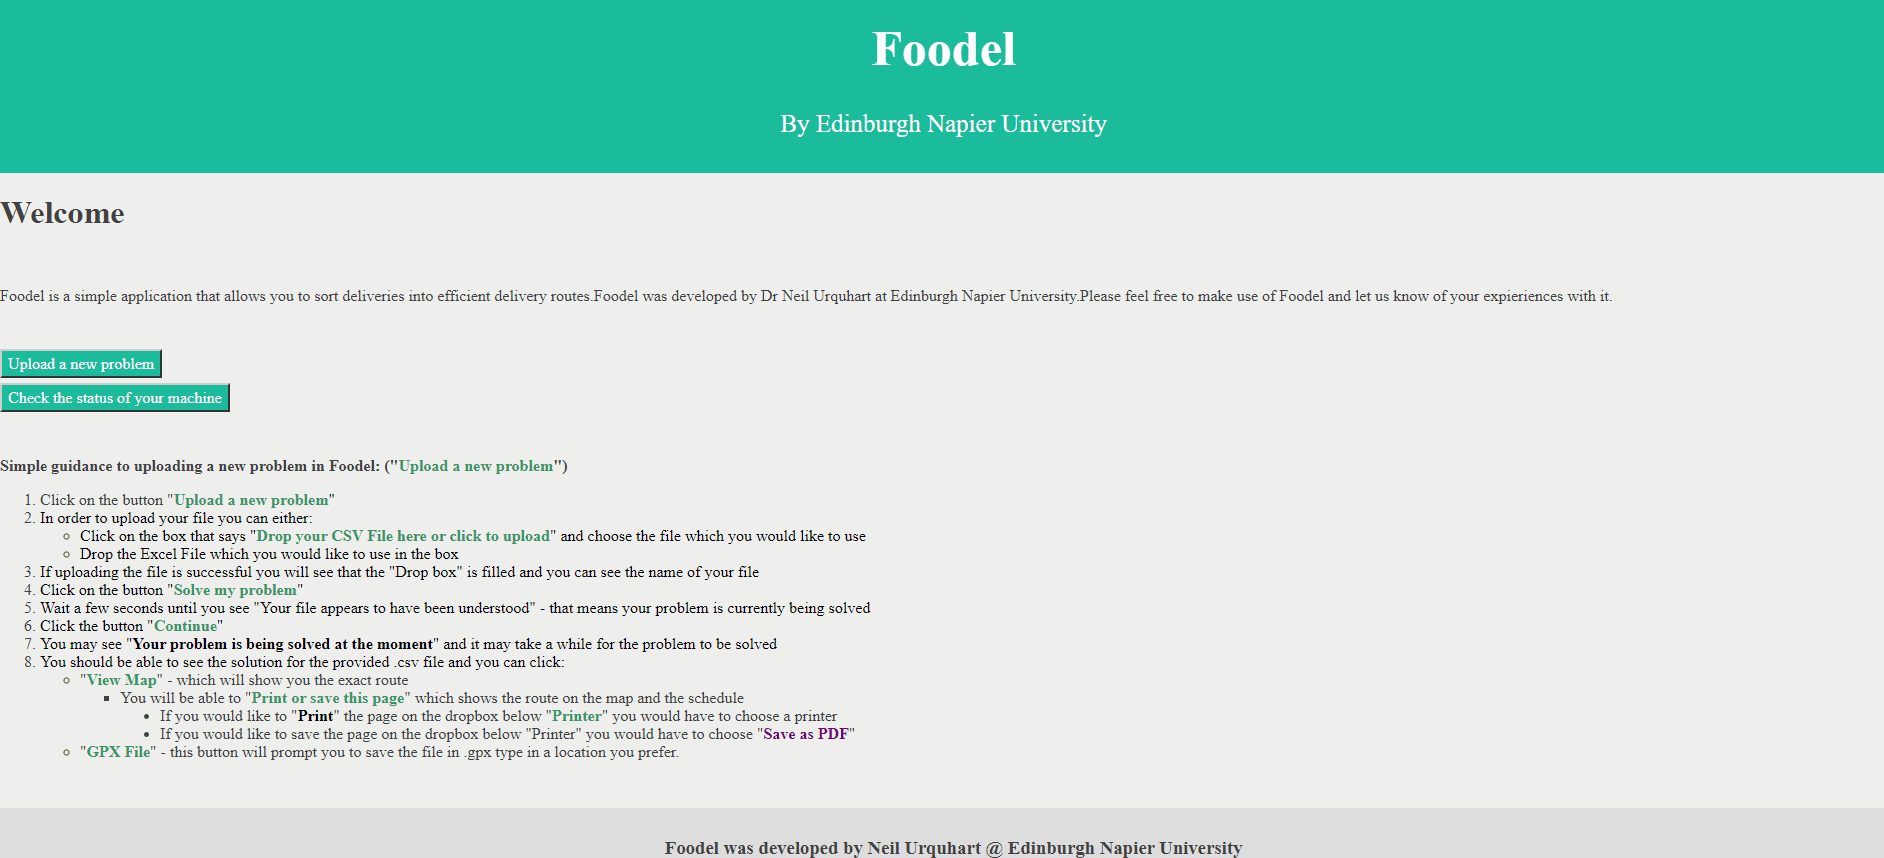 Foodel
By Edinburgh Napier University
Welcome
Foodel is a simple application that allows you to sort deliveries into efficient delivery routes.Foodel was developed by Dr Neil Urquhart at Edinburgh Napier University.Please feel free to make use of Foodel and let us know of your expieriences with it.
Upload a new problem
Check the status of your machine
Simple guidance to uploading a new problem in Foodel: ("Upload a new problem")
1. Click on the button "Upload a new problem"
2. In order to upload your file you can either:
Click on the box that says "Drop your CSV File here or click to upload" and choose the file which you would like to use
Drop the Excel File which you would like to use in the box
3. If uploading the file is successful you will see that the "Drop box" is filled and you can see the name of your file
4. Click on the button "Solve my problem"
5. Wait a few seconds until you see "Your file appears to have been understood" - that means your problem is currently being solved
6. Click the button "Continue"
7. You may see "Your problem is being solved at the moment" and it may take a while for the problem to be solved
8. You should be able to see the solution for the provided .csv file and you can click:
"View Map" - which will show you the exact route
You will be able to "Print or save this page" which shows the route on the map and the schedule
If you would like to "Print" the page on the dropbox below "Printer" you would have to choose a printer
If you would like to save the page on the dropbox below "Printer" you would have to choose "Save as PDF"
"GPX File" - this button will prompt you to save the file in .gpx type in a location you prefer.
Foodel was developed by Neil Urquhart @ Edinburgh Napier University